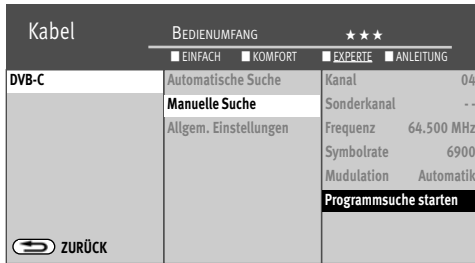 Kabel
BEDIENUMFANG ★★★
EINFACH KOMFORT EXPERTE ANLEITUNG
DVB-C
Automatische Suche
Manuelle Suche
Allgem. Einstellungen
Kanal 04
Sonderkanal - -
Frequenz 64.500 MHz
Symbolrate 6900
Mudulation Automatik
Programmsuche starten
ZURÜCK